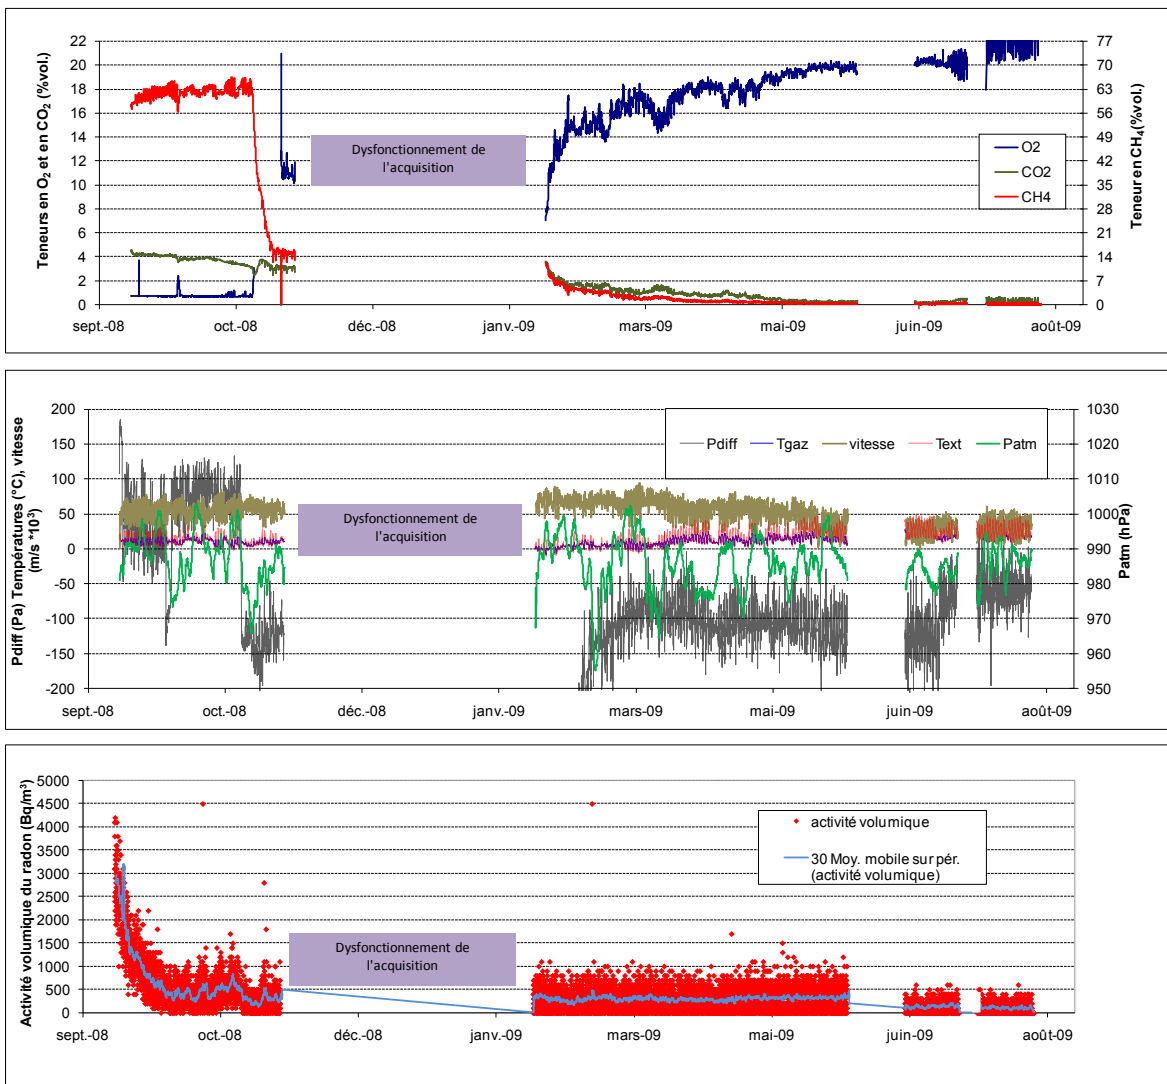 Teneurs en O2 et en CO2 (%vol.)
22
20
18
16
14
12
10
8
6
4
2
0
Dysfonctionnement de
l'acquisition
O2
CO2
CH4
77
70
63
56
49
42
35
28
21
14
7
0
Teneur en CH4(%vol.)
sept.-08
oct.-08
déc.-08
janv.-09
mars-09
mai-09
juin-09
août-09
Pdiff (Pa) Températures (°C), vitesse
(m/s *10³)
200
150
100
50
0
-50
-100
-150
-200
Pdiff
Tgaz
vitesse
Text
Patm
Dysfonctionnement de
l'acquisition
1030
1020
1010
1000
990
980
970
960
950
Patm (hPa)
sept.-08
oct.-08
déc.-08
janv.-09
mars-09
mai-09
juin-09
août-09
Activité volumique du radon (Bq/m³)
5000
4500
4000
3500
3000
2500
2000
1500
1000
500
0
activité volumique
30 Moy. mobile sur pér.
(activité volumique)
Dysfonctionnement de
l'acquisition
sept.-08
oct.-08
déc.-08
janv.-09
mars-09
mai-09
juin-09
août-09